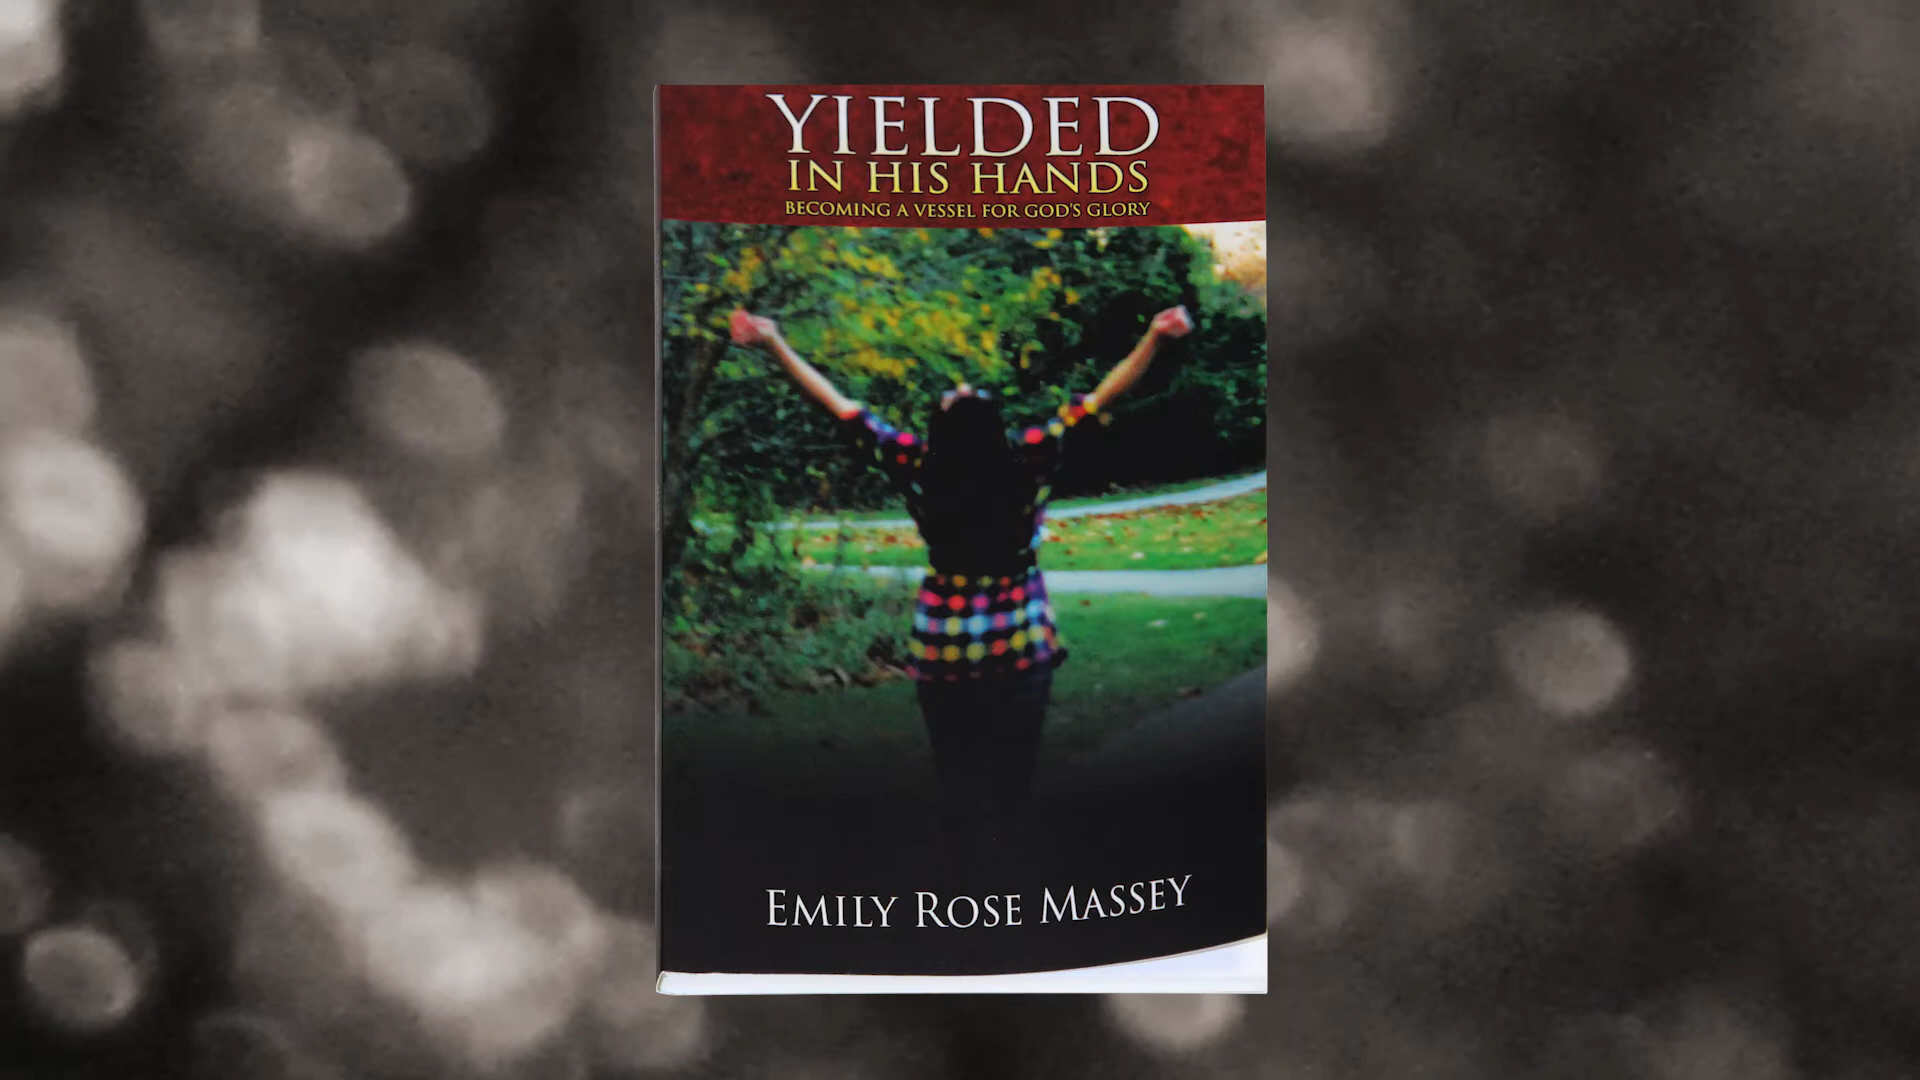 YIELDED
IN HIS HANDS
BECOMING A VESSEL FOR GOD'S GLORY
EMILY ROSE MASSEY